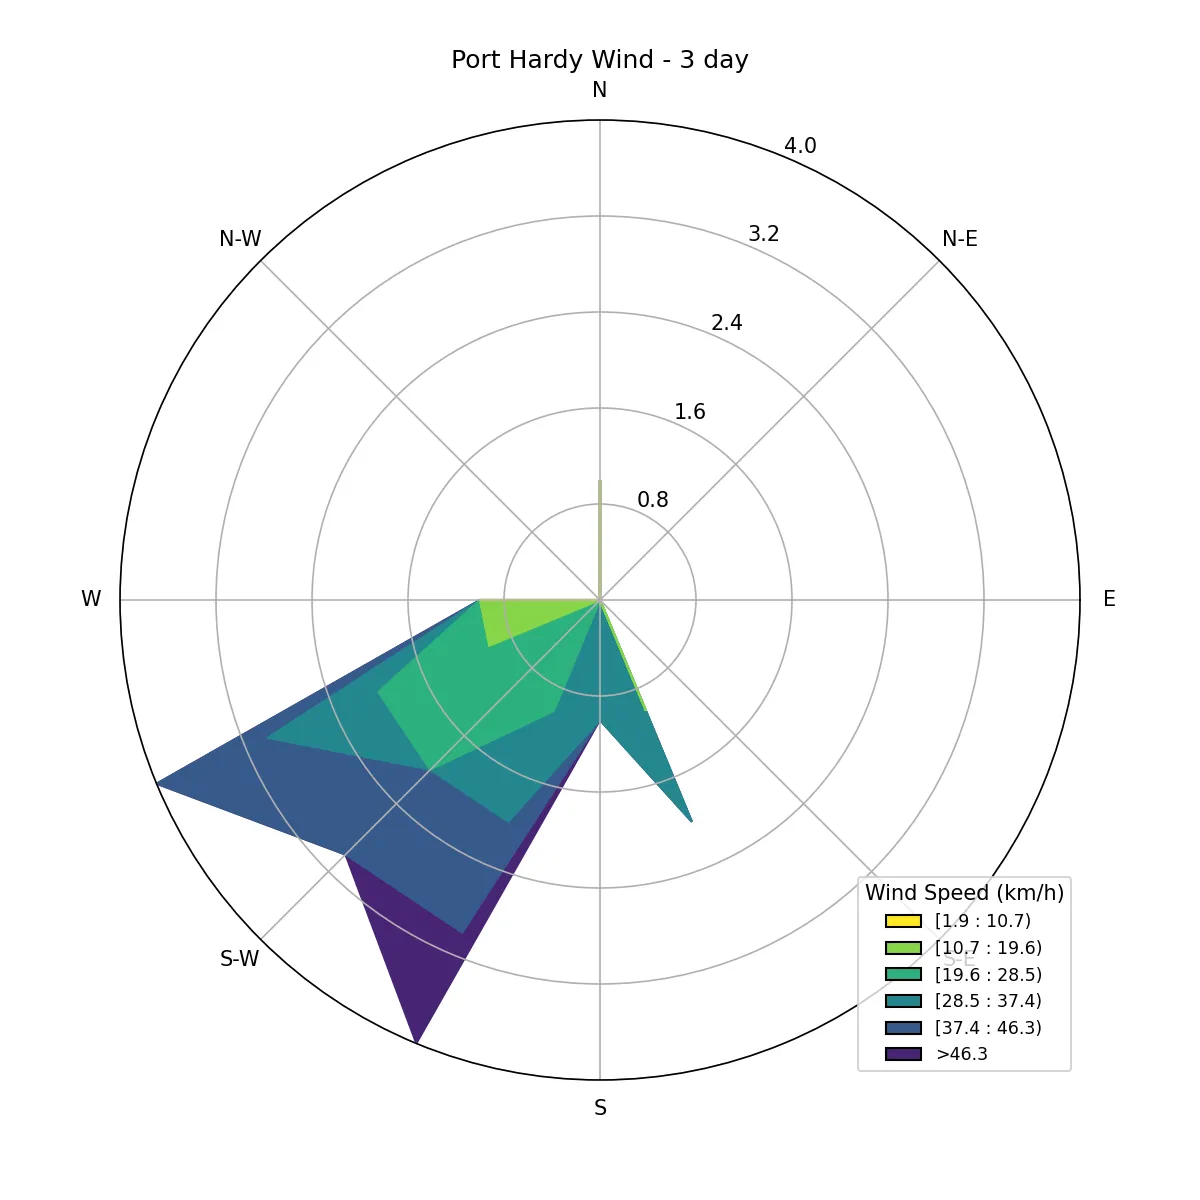 Port Hardy Wind - 3 day
N
4.0
N-W
N-E
3.2
2.4
1.6
0.8
W
E
S-W
S-E
S
Wind Speed (km/h)
[1.9 : 10.7)
[10.7 : 19.6)
[19.6 : 28.5)
[28.5 : 37.4)
[37.4 : 46.3)
>46.3